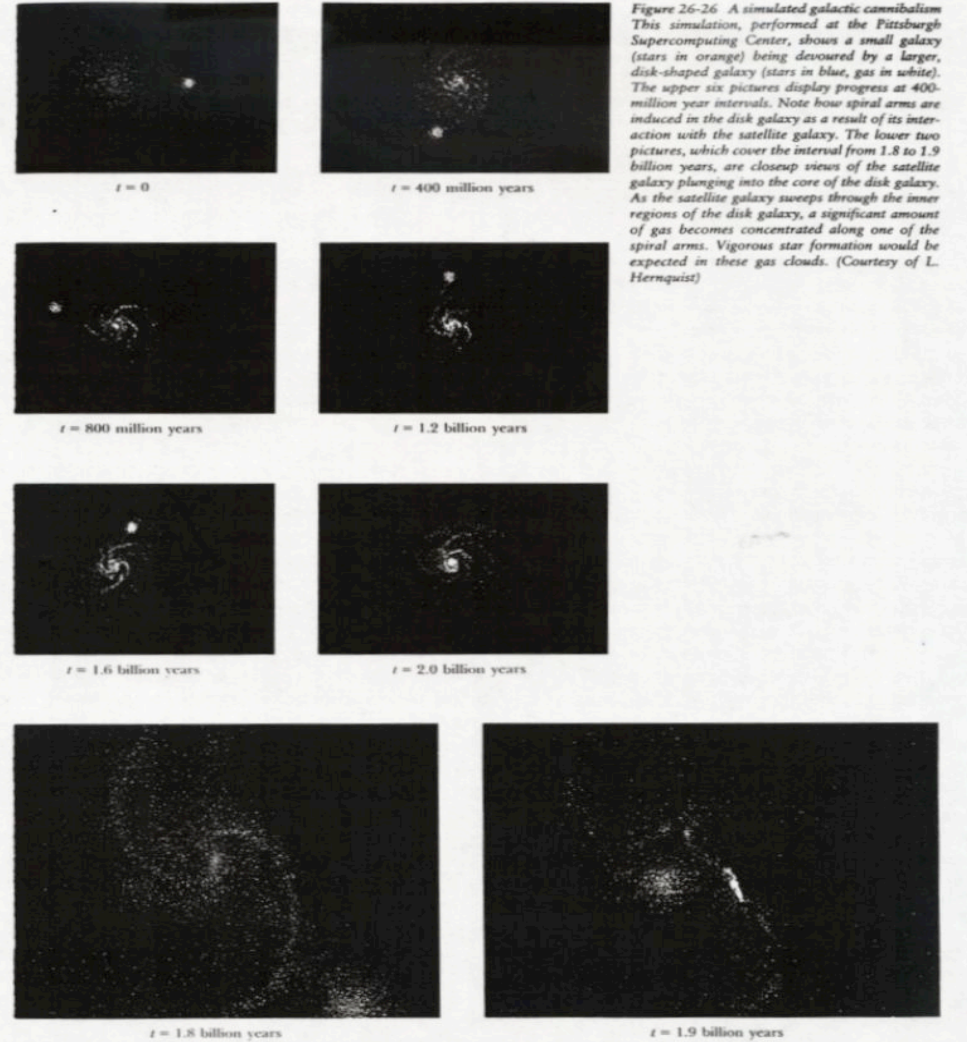 Figure 26-26 A simulated galactic cannibalism
This simulation, performed at the Pittsburgh
Supercomputing Center, shows a small galaxy
(stars in orange) being devoured by a larger,
disk-shaped galaxy (stars in blue, gas in white).
The upper six pictures display progress at 400-
million year intervals. Note how spiral arms are
induced in the disk galaxy as a result of its inter-
action with the satellite galaxy. The lower two
pictures, which cover the interval from 1.8 to 1.9
billion years, are closeup views of the satellite
galaxy plunging into the core of the disk galaxy.
As the satellite galaxy sweeps through the inner
regions of the disk galaxy, a significant amount
of gas becomes concentrated along one of the
spiral arms. Vigorous star formation would be
expected in these gas clouds. (Courtesy of L.
Hernquist)
t = 0
t = 400 million years
t = 800 million years
t = 1.2 billion years
t = 1.6 billion years
t = 2.0 billion years
t = 1.8 billion years
t = 1.9 billion years